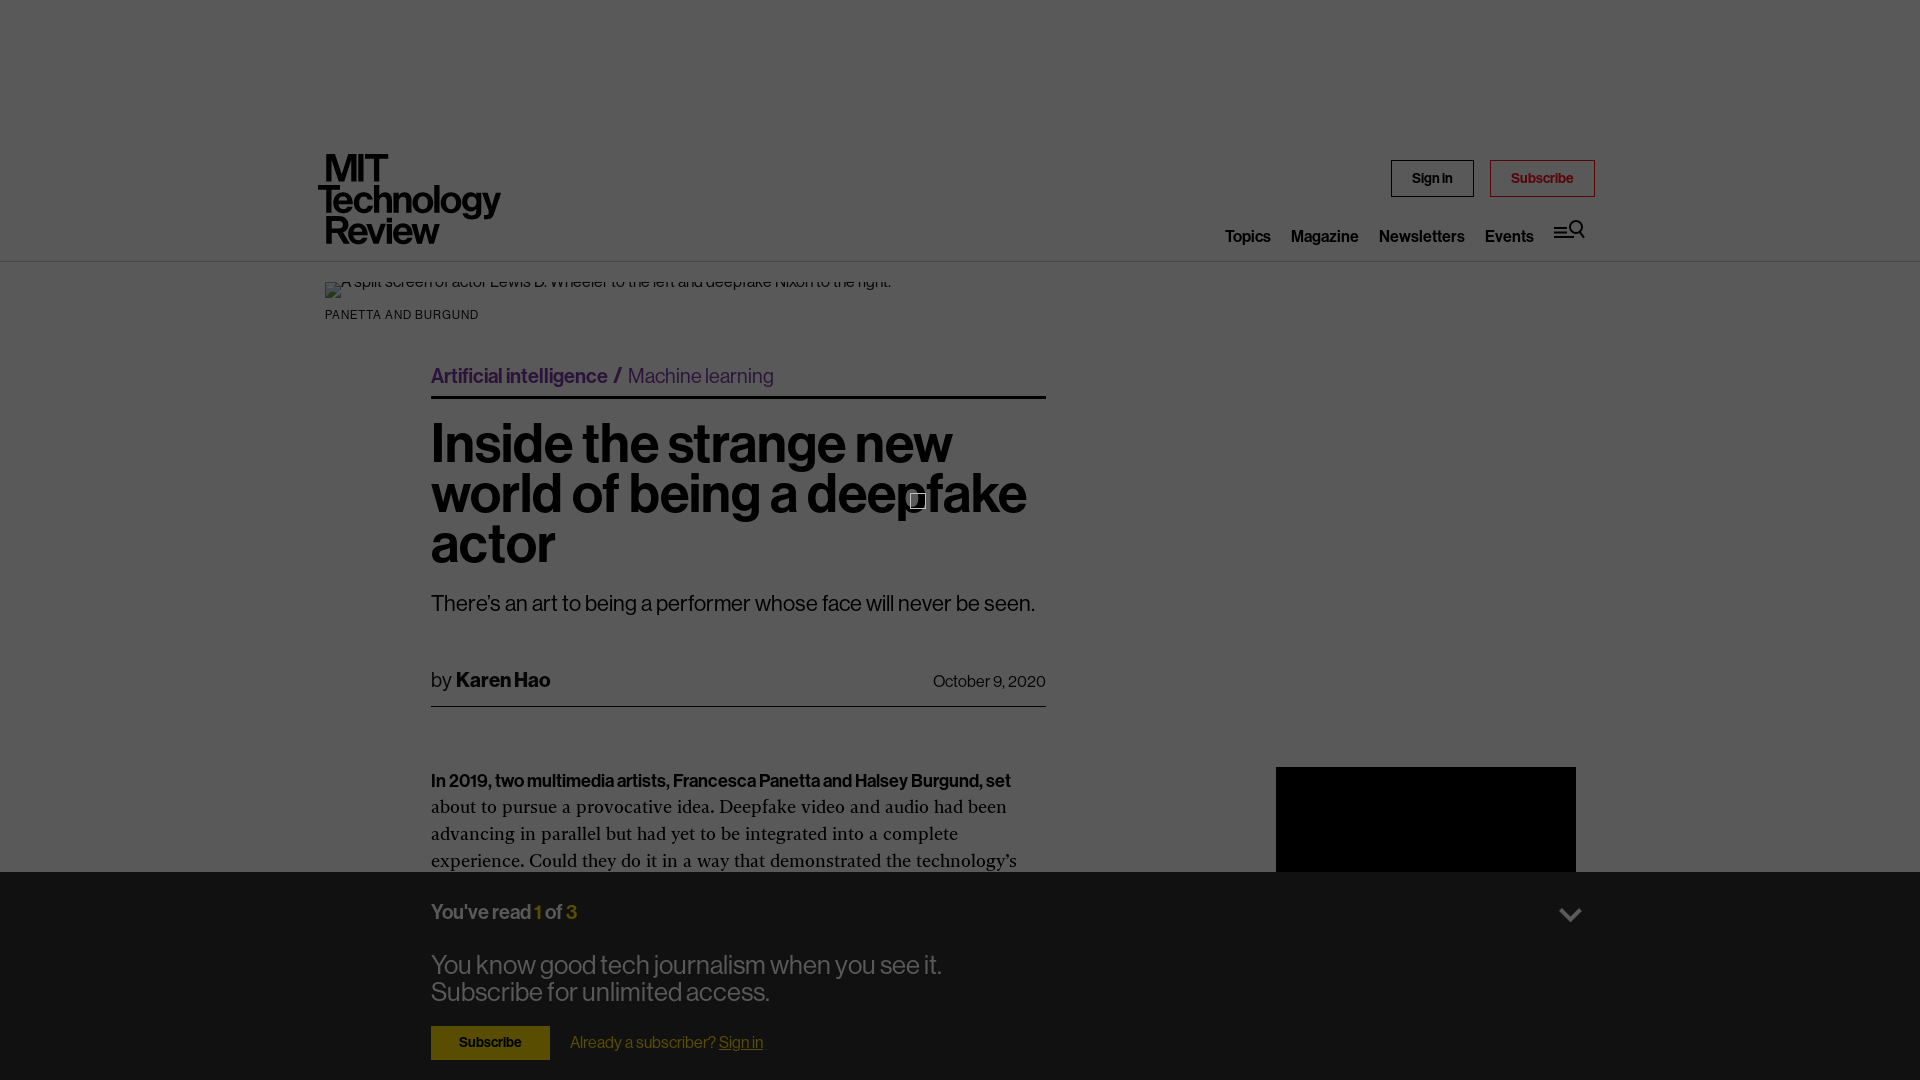 MIT
Technology
Review
Sign in
Subscribe
Topics
Magazine
Newsletters
Events
A split screen of actor Lewis D. Wheeler to the left and deepfake Nixon to the right.
PANETTA AND BURGUND
Artificial intelligence / Machine learning
Inside the strange new
world of being a deepfake
actor
There’s an art to being a performer whose face will never be seen.
by Karen Hao
October 9, 2020
In 2019, two multimedia artists, Francesca Panetta and Halsey Burgund, set
about to pursue a provocative idea. Deepfake video and audio had been
advancing in parallel but had yet to be integrated into a complete
experience. Could they do it in a way that demonstrated the technology’s
You've read 1 of 3
You know good tech journalism when you see it.
Subscribe for unlimited access.
Subscribe
Already a subscriber? Sign in